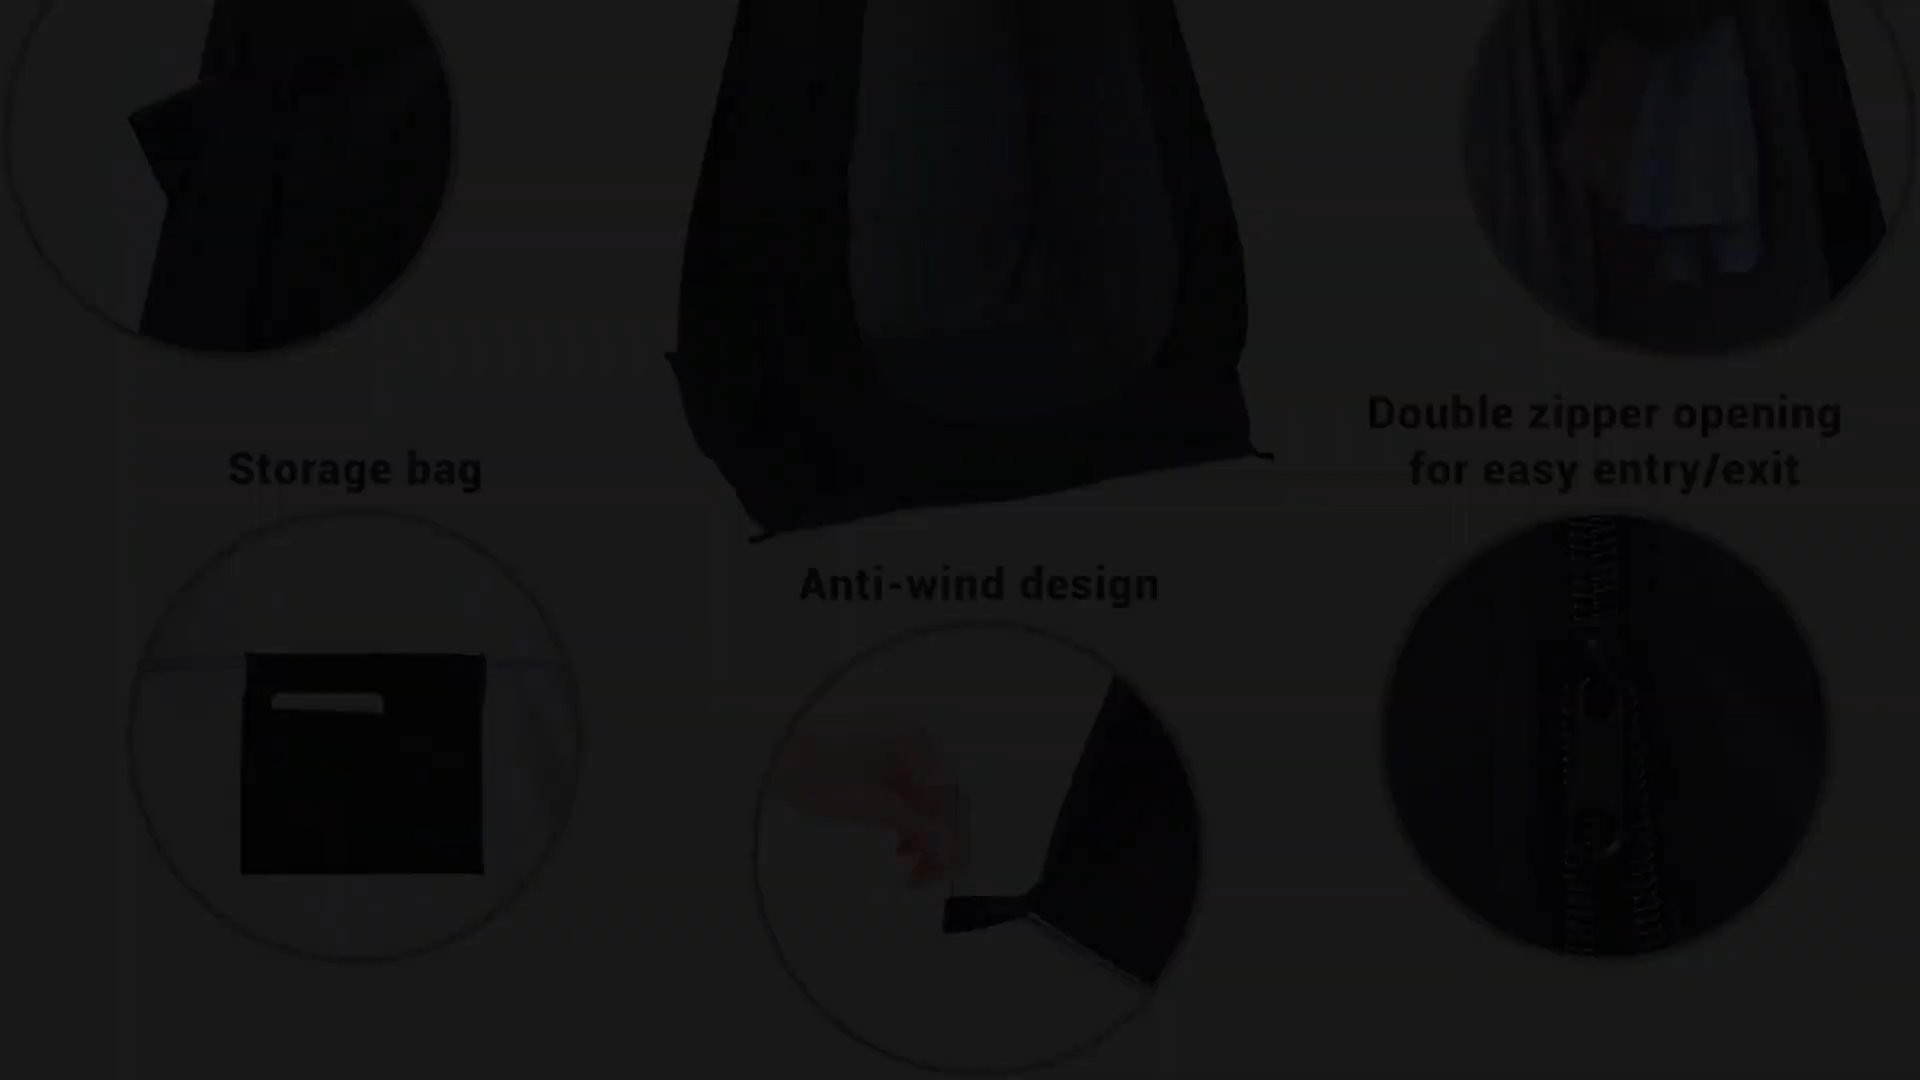 Storage bag
Anti-wind design
Double zipper opening
for easy entry/exit